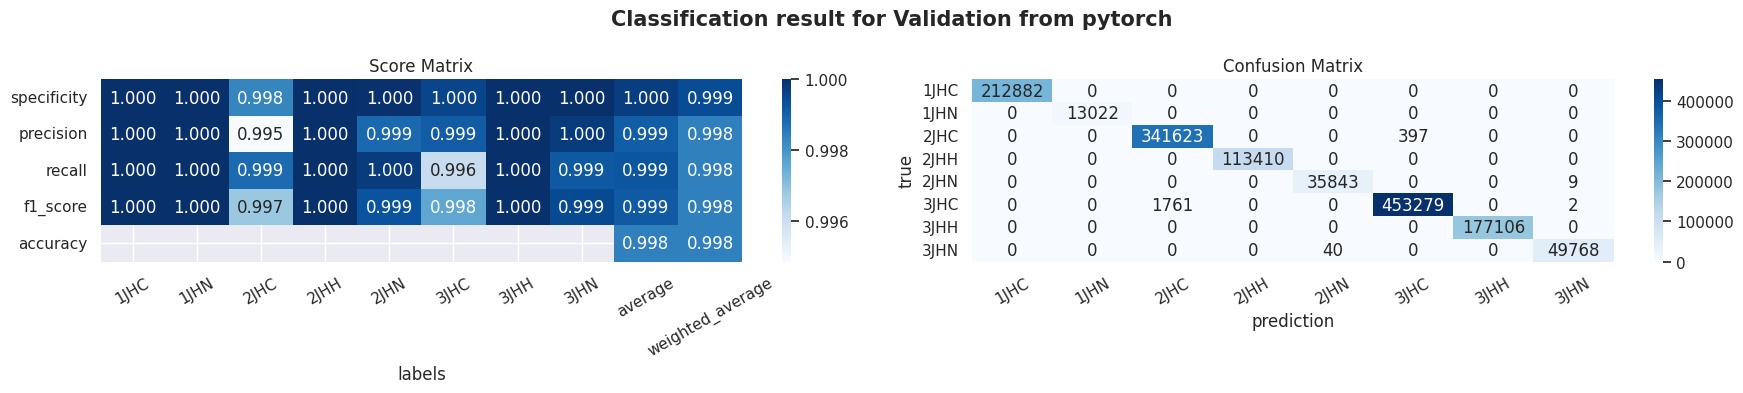 Classification result for Validation from pytorch
Score Matrix
specificity 1.000 1.000 0.998 1.000 1.000 1.000 1.000 1.000 1.000 0.999
precision 1.000 1.000 0.995 1.000 0.999 0.999 1.000 1.000 0.999 0.998
recall 1.000 1.000 0.999 1.000 1.000 0.996 1.000 0.999 0.999 0.998
f1_score 1.000 1.000 0.997 1.000 0.999 0.998 1.000 0.999 0.999 0.998
accuracy 0.998 0.998
1JHC 1JHN 2JHC 2JHH 2JHN 3JHC 3JHH 3JHN average weighted_average
labels
1.000
0.998
0.996
Confusion Matrix
true
1JHC 212882 0 0 0 0 0 0 0
1JHN 0 13022 0 0 0 0 0 0
2JHC 0 0 341623 0 0 397 0 0
2JHH 0 0 0 113410 0 0 0 0
2JHN 0 0 0 0 35843 0 0 9
3JHC 0 0 1761 0 0 453279 0 2
3JHH 0 0 0 0 0 0 177106 0
3JHN 0 0 0 0 40 0 0 49768
1JHC 1JHN 2JHC 2JHH 2JHN 3JHC 3JHH 3JHN
prediction
400000
300000
200000
100000
0